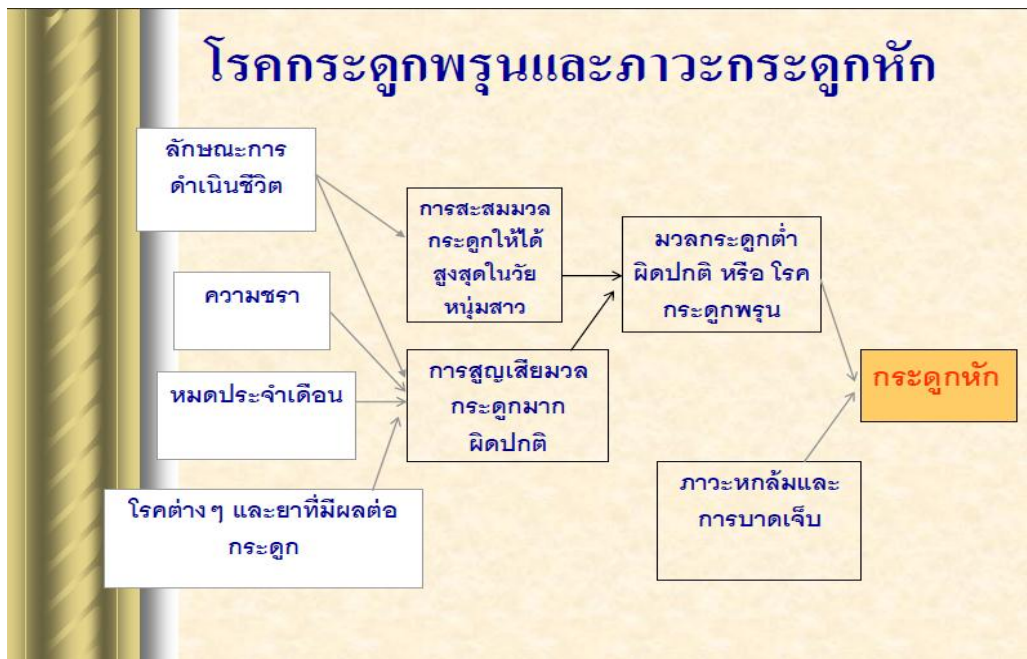 โรคกระดูกพรุนและภาวะกระดูกหัก
ลักษณะการ
ดำเนินชีวิต
การสะสมมวล
กระดูกให้ได้
สูงสุดในวัย
หนุ่มสาว
มวลกระดูกต่ำ
ผิดปกติ หรือ โรค
กระดูกพรุน
ความชรา
การสูญเสียมวล
กระดูกมาก
ผิดปกติ
กระดูกหัก
หมดประจำเดือน
ภาวะหกล้มและ
การบาดเจ็บ
โรคต่าง ๆ และยาที่มีผลต่อ
กระดูก